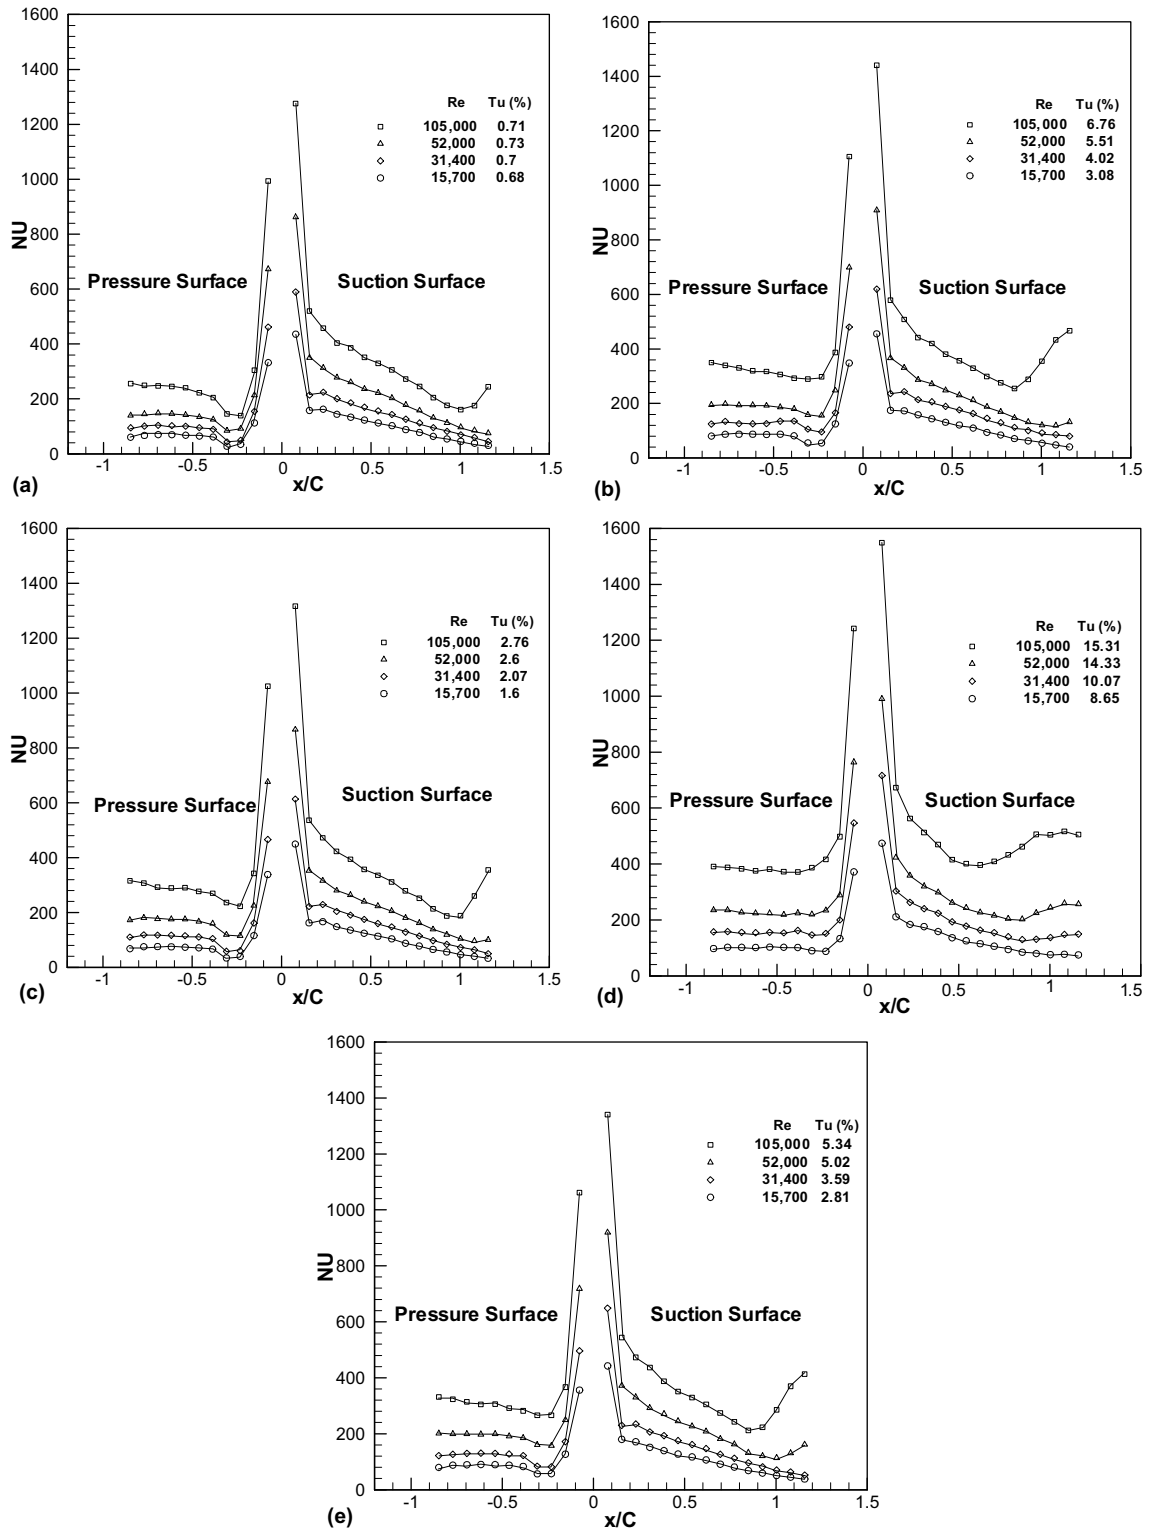 1600
1400
1200
1000
800
600
400
200
0
NU
Re Tu (%)
105,000 0.71
52,000 0.73
31,400 0.7
15,700 0.68
Pressure Surface
Suction Surface
-1 -0.5 0 0.5 1 1.5
x/C
(a)
1600
1400
1200
1000
800
600
400
200
0
NU
Re Tu (%)
105,000 6.76
52,000 5.51
31,400 4.02
15,700 3.08
Pressure Surface
Suction Surface
-1 -0.5 0 0.5 1 1.5
x/C
(b)
1600
1400
1200
1000
800
600
400
200
0
NU
Re Tu (%)
105,000 2.76
52,000 2.6
31,400 2.07
15,700 1.6
Pressure Surface
Suction Surface
-1 -0.5 0 0.5 1 1.5
x/C
(c)
1600
1400
1200
1000
800
600
400
200
0
NU
Re Tu (%)
105,000 15.31
52,000 14.33
31,400 10.07
15,700 8.65
Pressure Surface
Suction Surface
-1 -0.5 0 0.5 1 1.5
x/C
(d)
1600
1400
1200
1000
800
600
400
200
0
NU
Re Tu (%)
105,000 5.34
52,000 5.02
31,400 3.59
15,700 2.81
Pressure Surface
Suction Surface
-1 -0.5 0 0.5 1 1.5
x/C
(e)